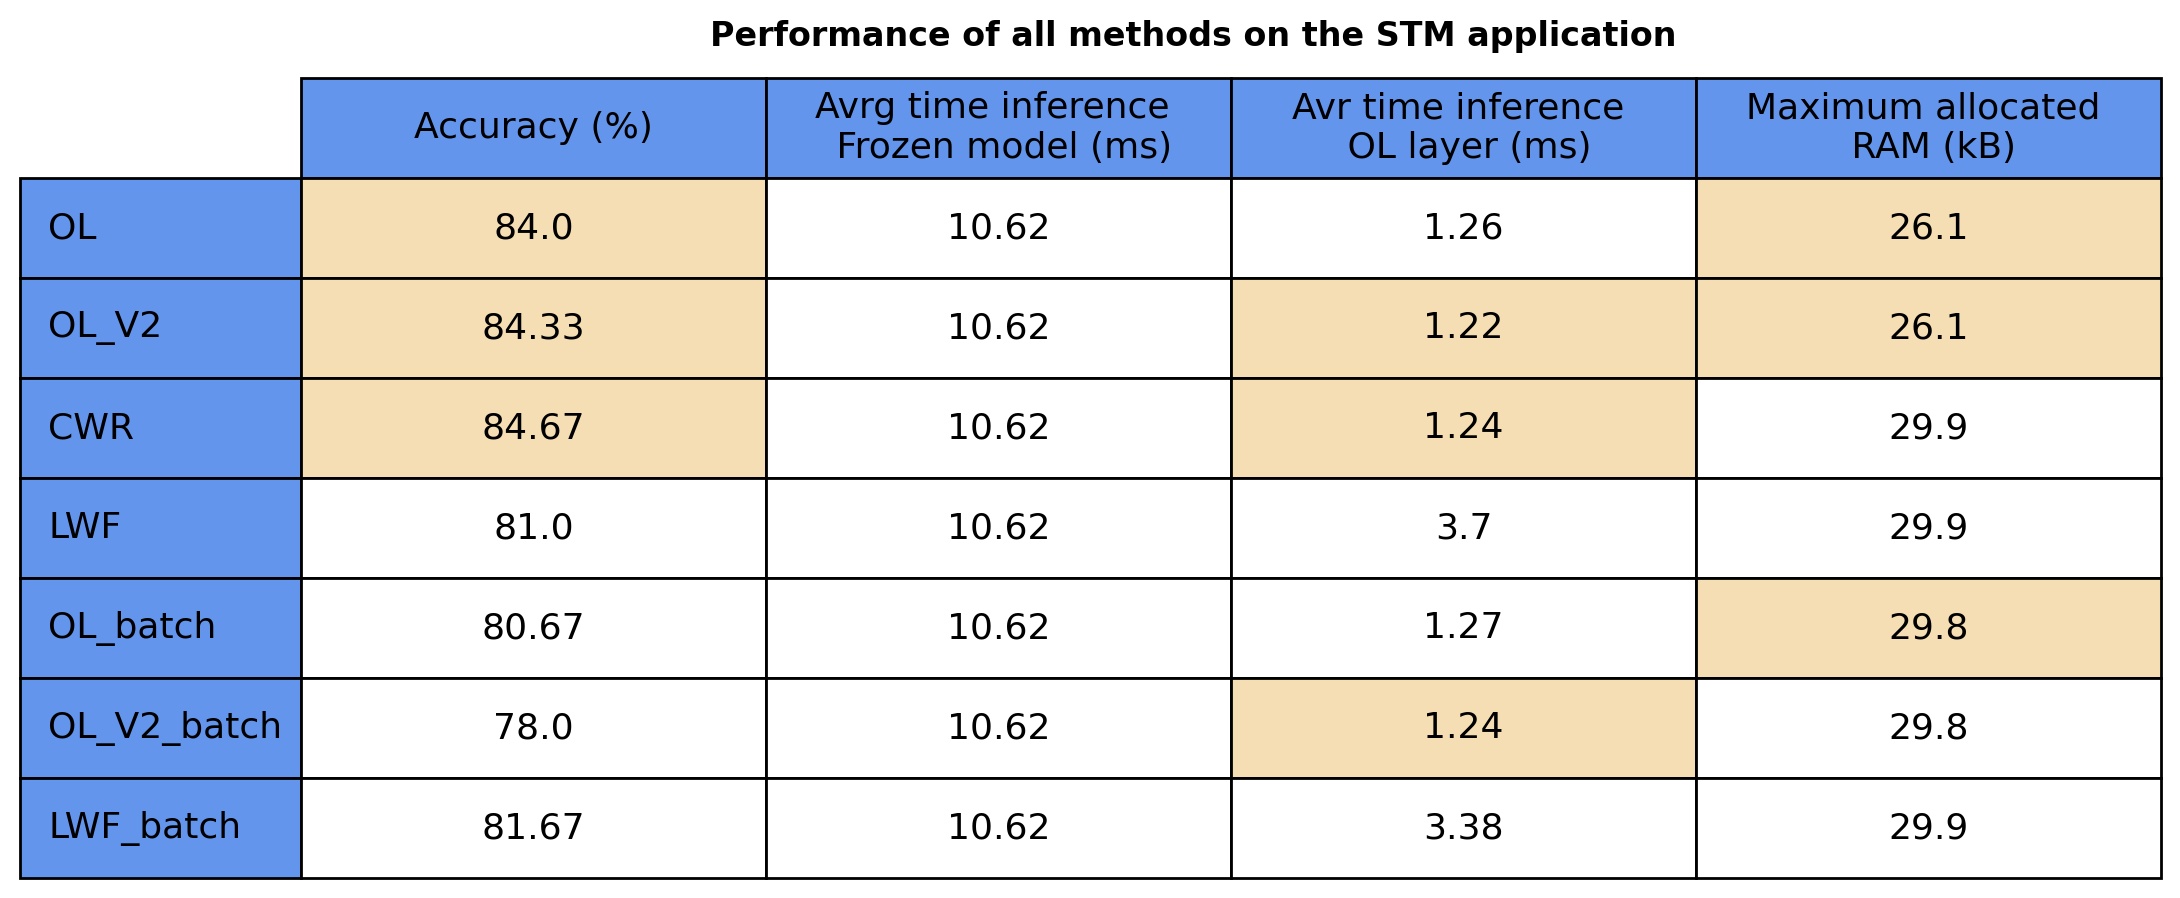 Performance of all methods on the STM application
Accuracy (%) Avrg time inference Frozen model (ms) Avr time inference OL layer (ms) Maximum allocated RAM (kB)
OL 84.0 10.62 1.26 26.1
OL_V2 84.33 10.62 1.22 26.1
CWR 84.67 10.62 1.24 29.9
LWF 81.0 10.62 3.7 29.9
OL_batch 80.67 10.62 1.27 29.8
OL_V2_batch 78.0 10.62 1.24 29.8
LWF_batch 81.67 10.62 3.38 29.9